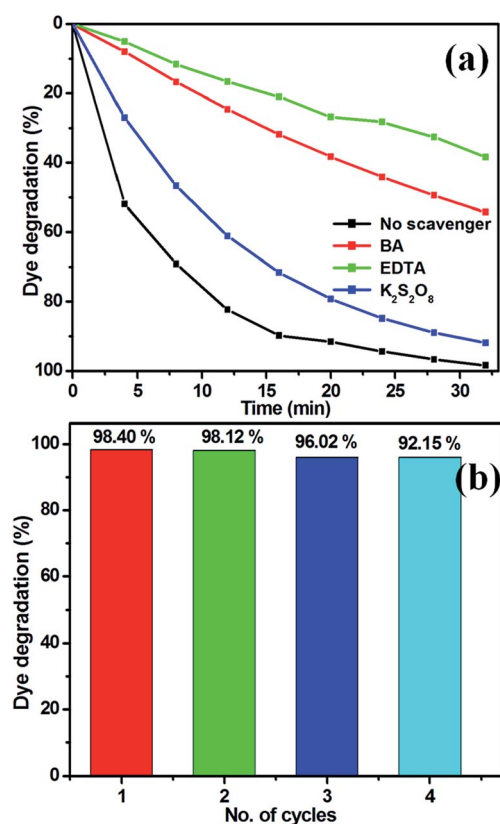 0
20
40
60
80
100
Dye degradation (%)
(a)
No scavenger
BA
EDTA
K₂S₂O₈
0 5 10 15 20 25 30
Time (min)
98.40 % 98.12 % 96.02 % 92.15 %
(b)
100
80
60
40
20
0
Dye degradation (%)
1 2 3 4
No. of cycles